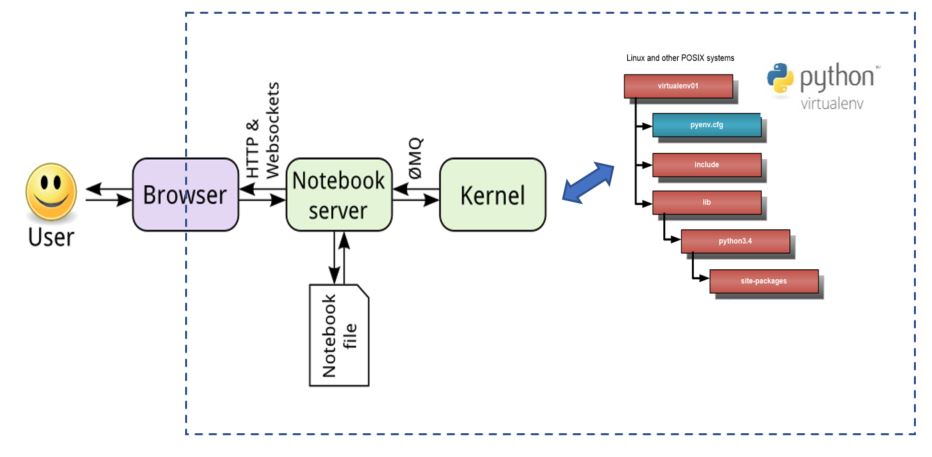 Linux and other POSIX systems
virtualenv01
python™
virtualenv
pyenv.cfg
include
lib
python3.4
site-packages
HTTP &
Websockets
ØMQ
User
Browser
Notebook
server
Kernel
Notebook
file